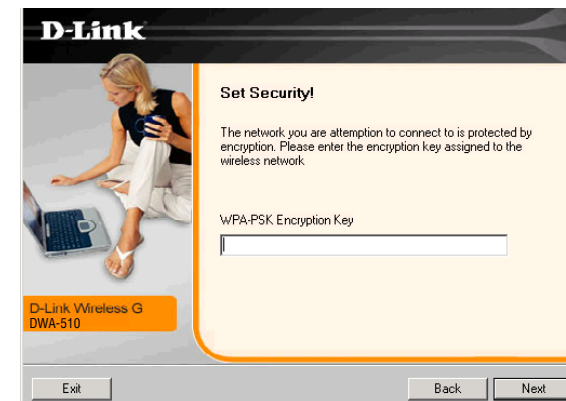 D-Link
Set Security!
The network you are attemption to connect to is protected by
encryption. Please enter the encryption key assigned to the
wireless network
WPA-PSK Encryption Key
D-Link Wireless G
DWA-510
Exit
Back
Next